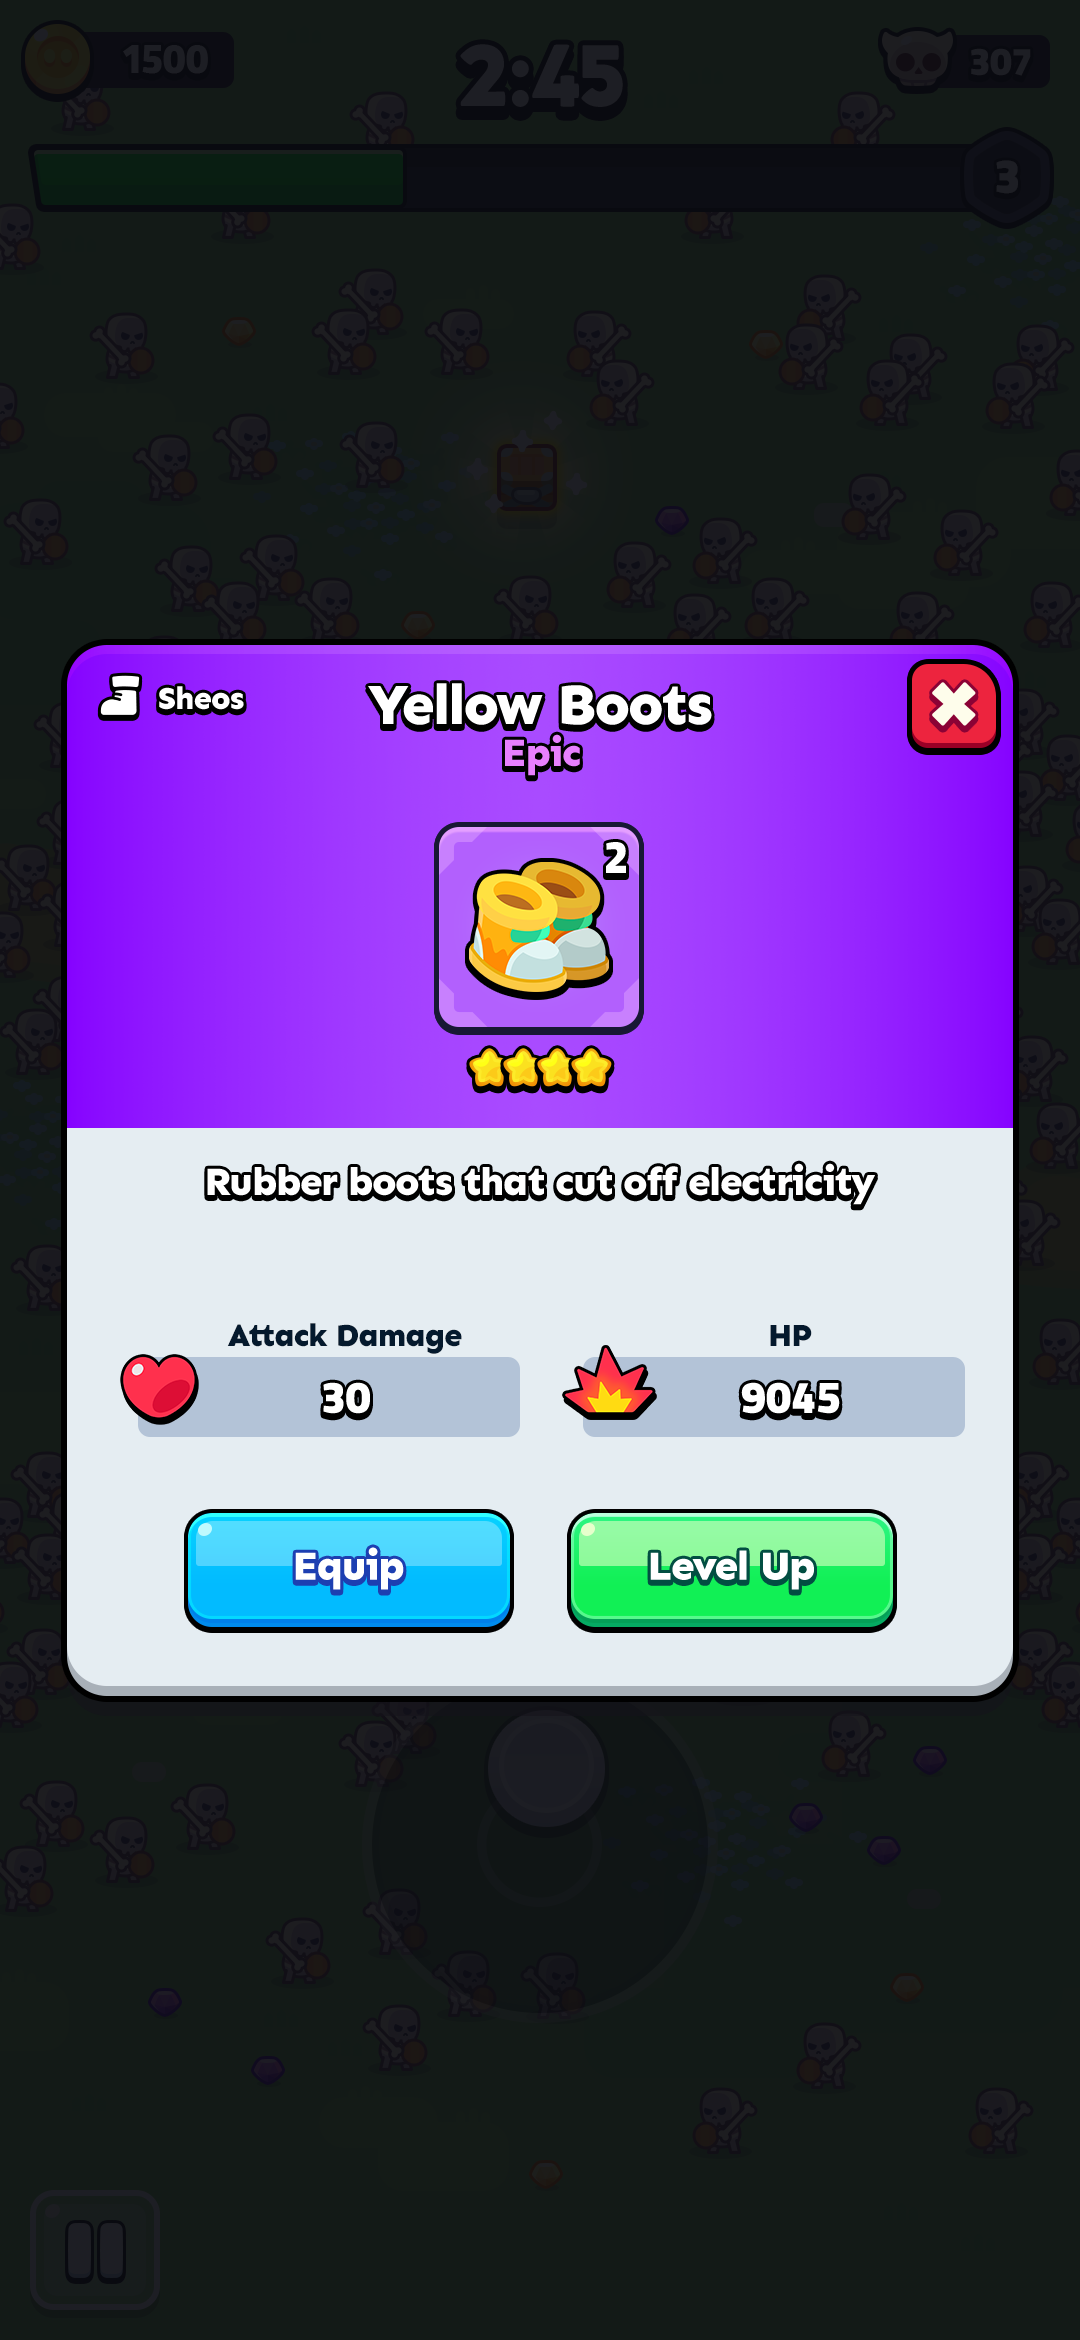 1500
2:45
307
3
Sheos
Yellow Boots
Epic
2
Rubber boots that cut off electricity
Attack Damage
HP
30
9045
Equip
Level Up